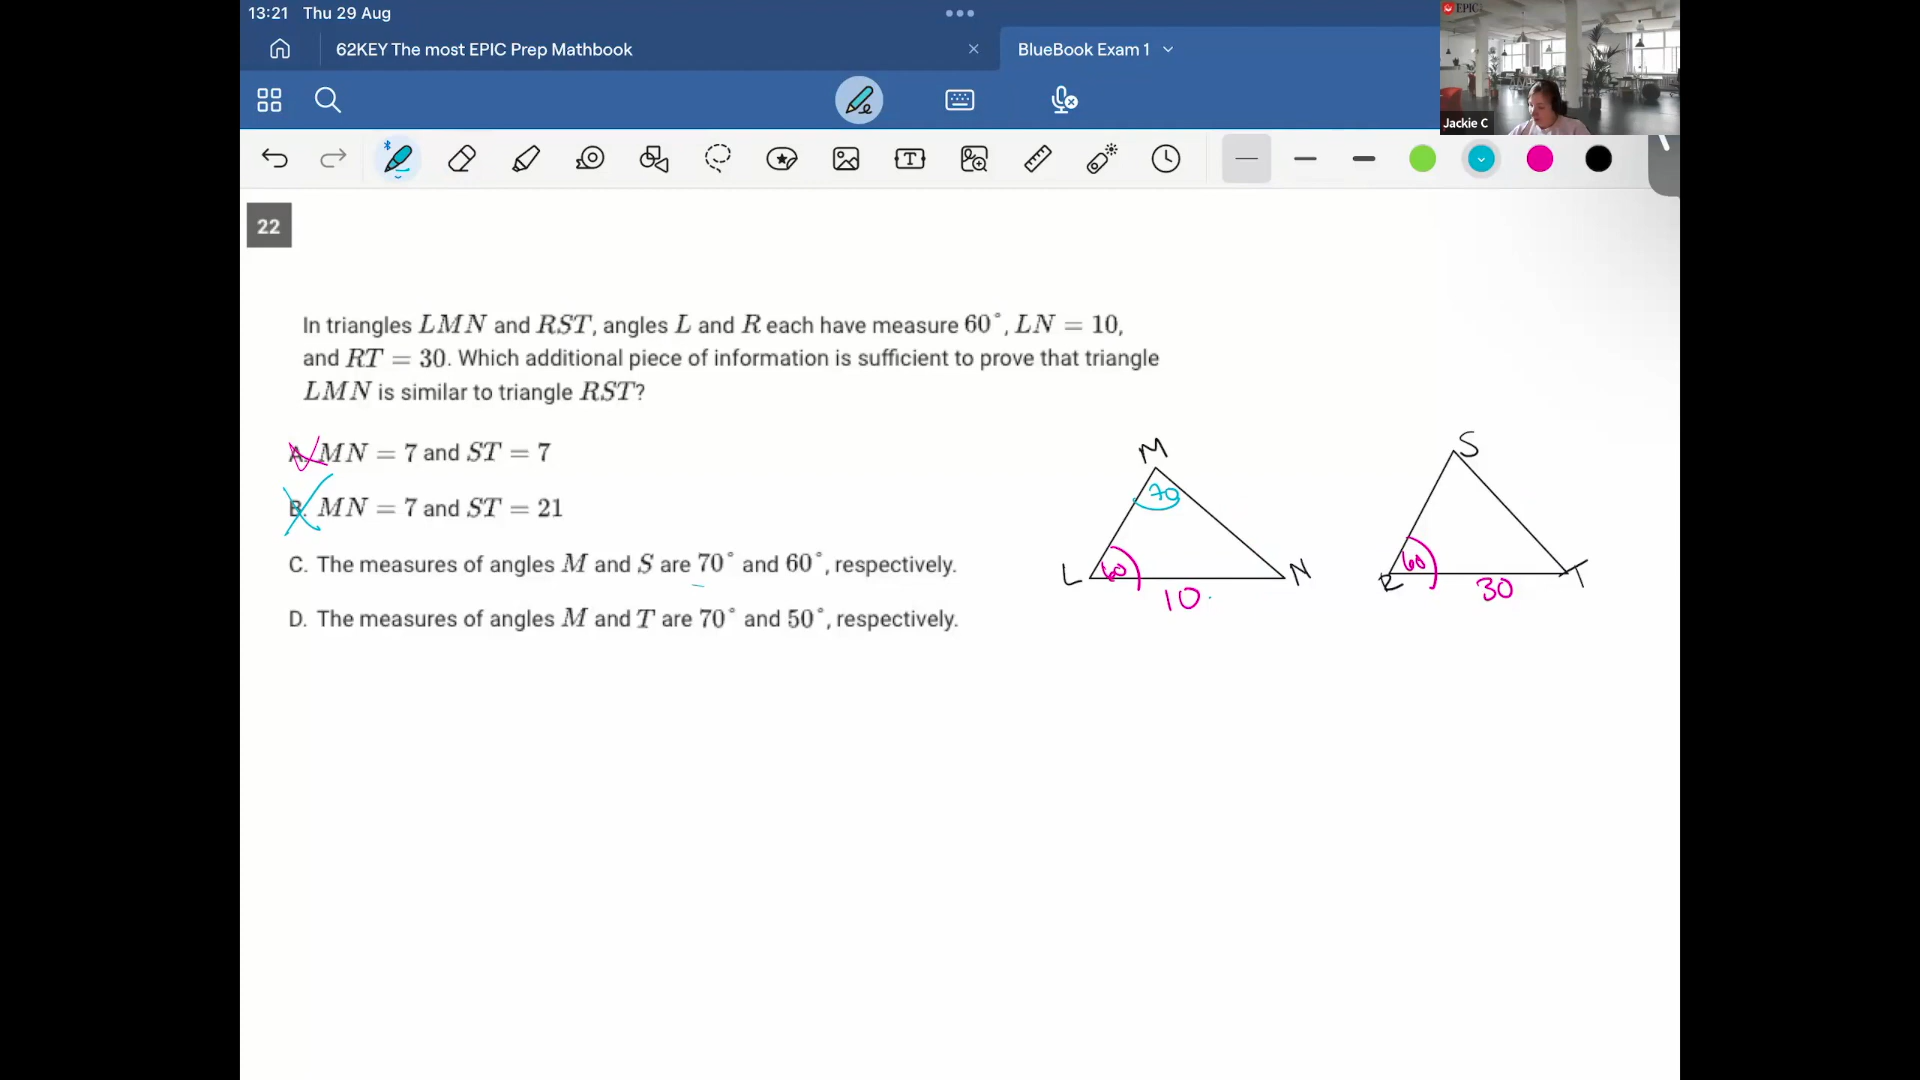 13:21 Thu 29 Aug
62KEY The most EPIC Prep Mathbook
BlueBook Exam 1
EPIC
Jackie C
22
In triangles LMN and RST, angles L and R each have measure 60°, LN = 10,
and RT = 30. Which additional piece of information is sufficient to prove that triangle
LMN is similar to triangle RST?
A. MN = 7 and ST = 7
B. MN = 7 and ST = 21
C. The measures of angles M and S are 70° and 60°, respectively.
D. The measures of angles M and T are 70° and 50°, respectively.
M
70
L
60
10
N
S
R
60
30
T